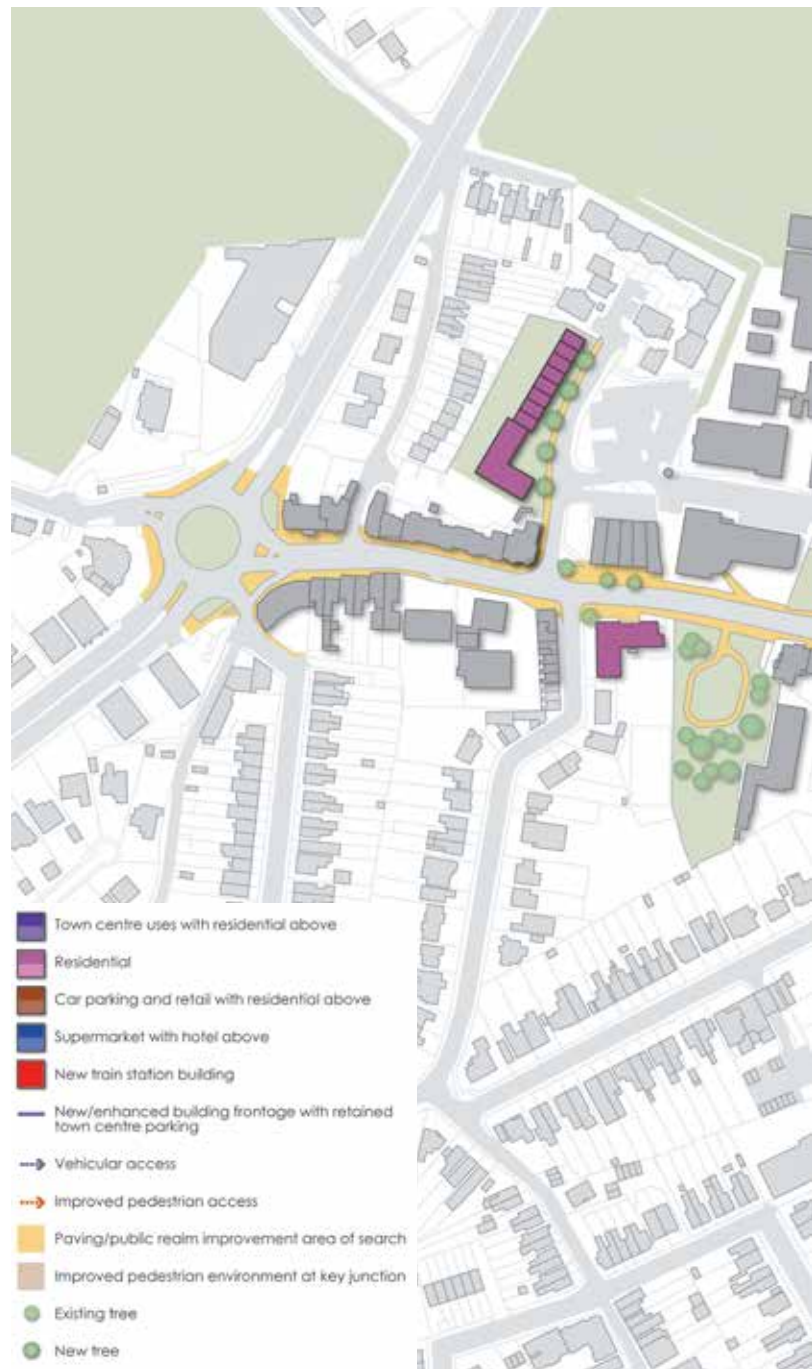 Town centre uses with residential above
Residential
Car parking and retail with residential above
Supermarket with hotel above
New train station building
New/enhanced building frontage with retained
town centre parking
Vehicular access
Improved pedestrian access
Paving/public realm improvement area of search
Improved pedestrian environment at key junction
Existing tree
New tree